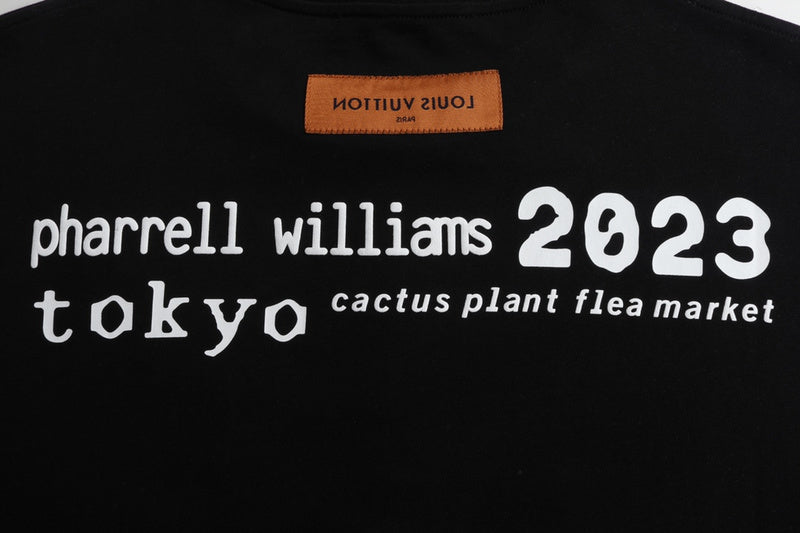 LOUIS VUITTON
PARIS
pharrell williams 2023
tokyo cactus plant flea market